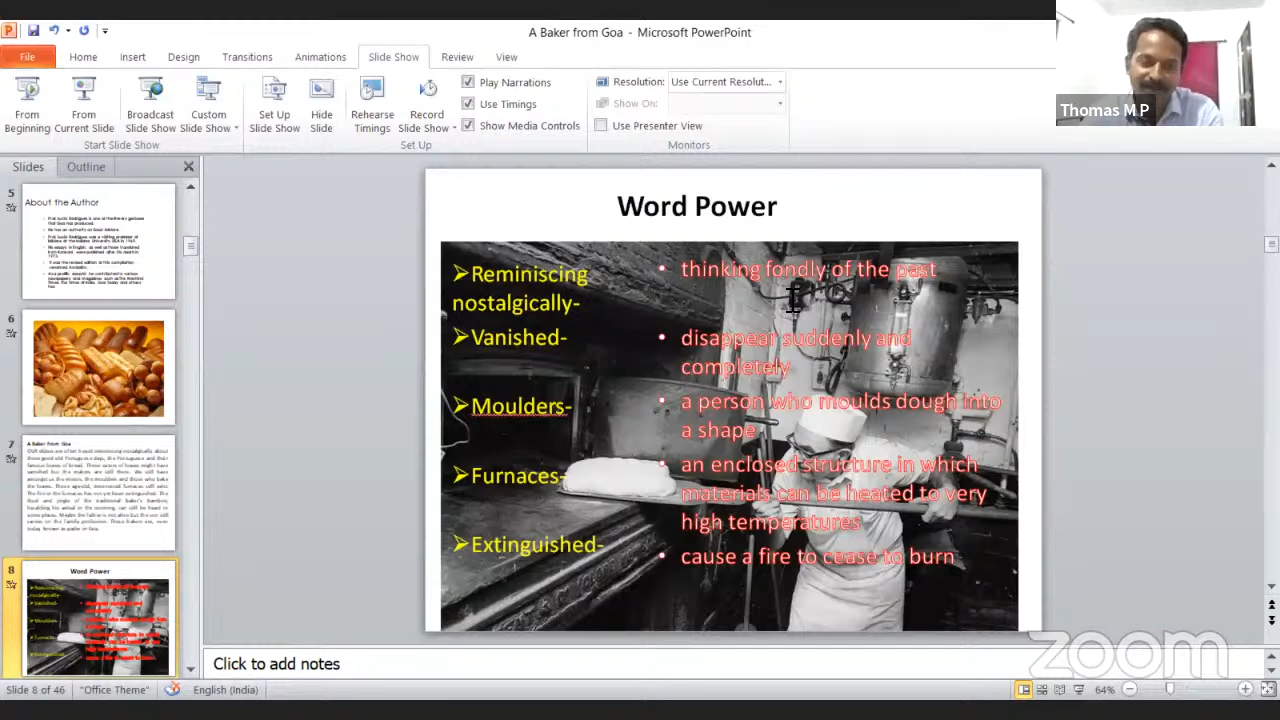 A Baker from Goa - Microsoft PowerPoint
File Home Insert Design Transitions Animations Slide Show Review View
From Beginning
From Current Slide
Broadcast Slide Show
Custom Slide Show
Start Slide Show
Set Up Slide Show
Hide Slide
Rehearse Timings
Record Slide Show
Play Narrations
Use Timings
Show Media Controls
Set Up
Resolution: Use Current Resolut...
Show On:
Use Presenter View
Monitors
Thomas M P
Slides Outline
5
About the Author
6
7
A Baker from Goa
8
Word Power
Word Power
➢Reminiscing
nostalgically-
• thinking fondly of the past
➢Vanished-
• disappear suddenly and
completely
➢Moulders-
• a person who moulds dough into
a shape
➢Furnaces-
• an enclosed structure in which
materials can be heated to very
high temperatures
➢Extinguished-
• cause a fire to cease to burn
Click to add notes
zoom
Slide 8 of 46 "Office Theme" English (India) 64%